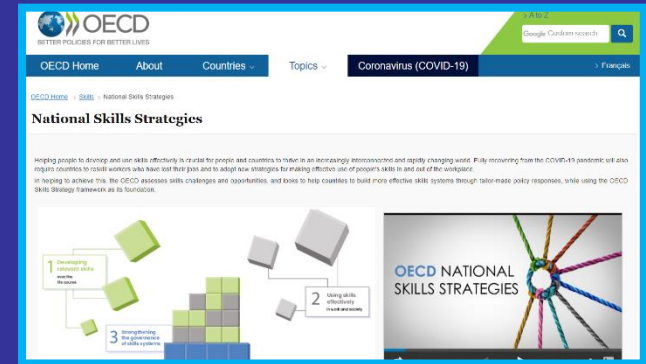 OECD
BETTER POLICIES FOR BETTER LIVES
> A to Z
Google Custom search
OECD Home About Countries Topics Coronavirus (COVID-19) > Français
OECD Home › Skills › National Skills Strategies
National Skills Strategies
Helping people to develop and use skills effectively is crucial for people and countries to thrive in an increasingly interconnected and rapidly changing world. Fully recovering from the COVID-19 pandemic will also
require countries to reskill workers who have lost their jobs and to adopt new strategies for making effective use of people's skills in and out of the workplace.
In helping to achieve this, the OECD assesses skills challenges and opportunities, and looks to help countries to build more effective skills systems through tailor-made policy responses, while using the OECD
Skills Strategy framework as its foundation.
1 Developing
relevant skills
over the
life course
2 Using skills
effectively
in work and society
3 Strengthening
the governance
of skills systems
OECD NATIONAL
SKILLS STRATEGIES